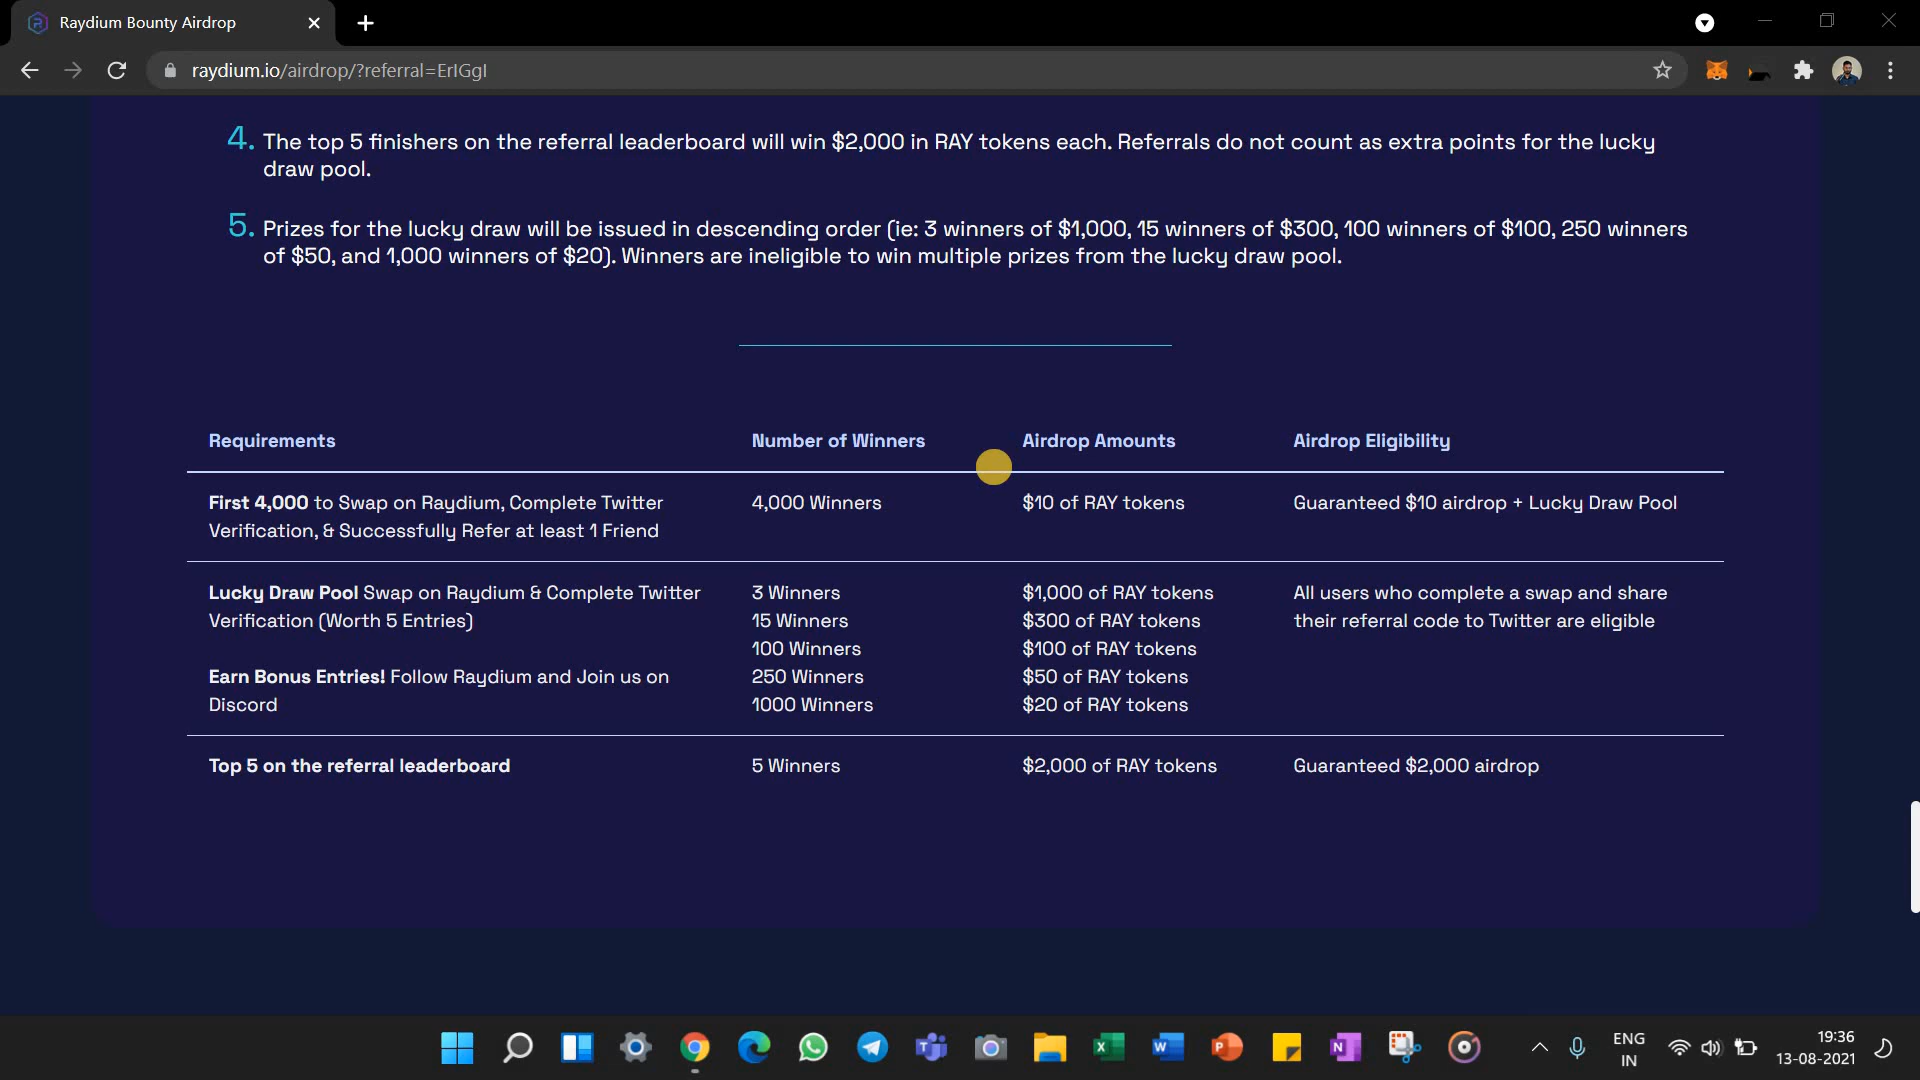 Raydium Bounty Airdrop
raydium.io/airdrop/?referral=ErIGgI
4. The top 5 finishers on the referral leaderboard will win $2,000 in RAY tokens each. Referrals do not count as extra points for the lucky
draw pool.
5. Prizes for the lucky draw will be issued in descending order (ie: 3 winners of $1,000, 15 winners of $300, 100 winners of $100, 250 winners
of $50, and 1,000 winners of $20). Winners are ineligible to win multiple prizes from the lucky draw pool.
Requirements Number of Winners Airdrop Amounts Airdrop Eligibility
First 4,000 to Swap on Raydium, Complete Twitter 4,000 Winners $10 of RAY tokens Guaranteed $10 airdrop + Lucky Draw Pool
Verification, & Successfully Refer at least 1 Friend
Lucky Draw Pool Swap on Raydium & Complete Twitter 3 Winners $1,000 of RAY tokens All users who complete a swap and share
Verification (Worth 5 Entries) 15 Winners $300 of RAY tokens their referral code to Twitter are eligible
100 Winners $100 of RAY tokens
Earn Bonus Entries! Follow Raydium and Join us on 250 Winners $50 of RAY tokens
Discord 1000 Winners $20 of RAY tokens
Top 5 on the referral leaderboard 5 Winners $2,000 of RAY tokens Guaranteed $2,000 airdrop
ENG 19:36
IN 13-08-2021